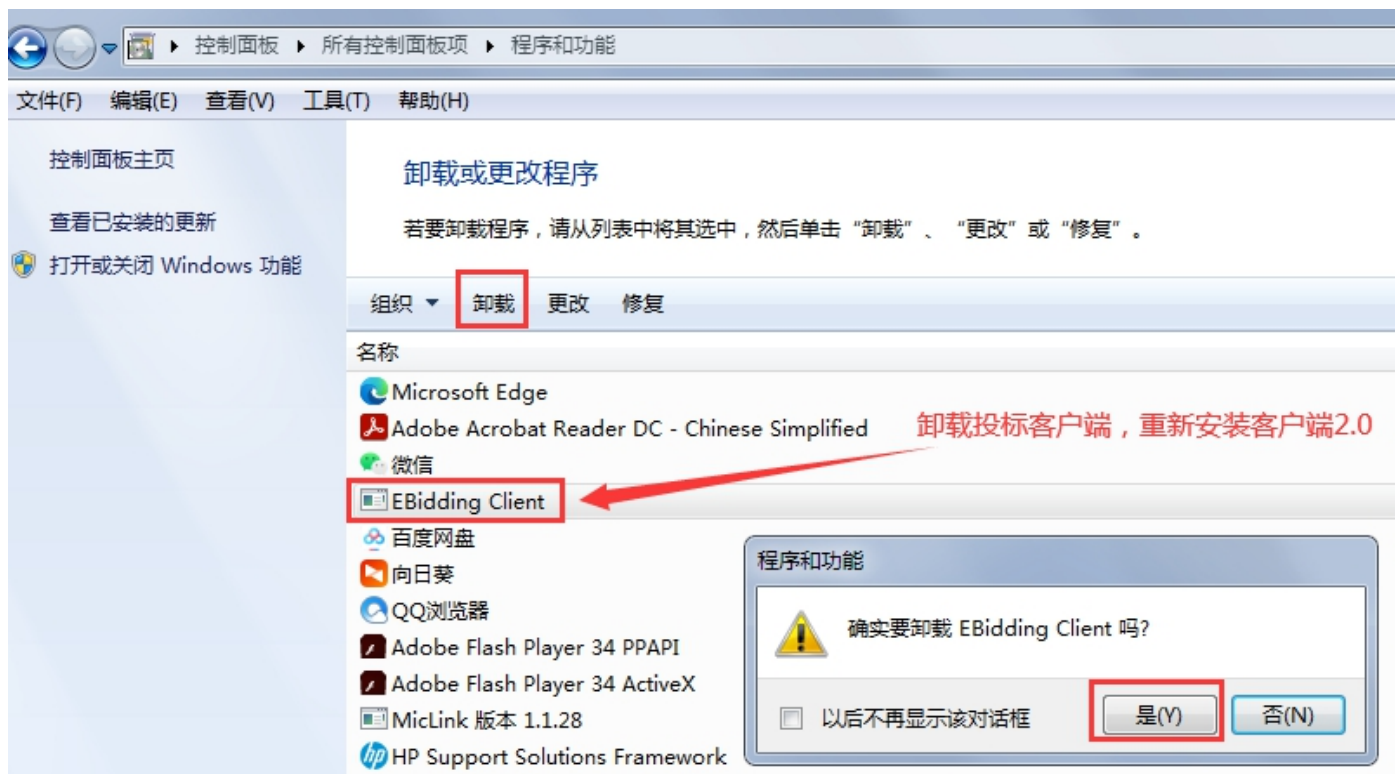 控制面板 ▶ 所有控制面板项 ▶ 程序和功能
文件(F) 编辑(E) 查看(V) 工具(T) 帮助(H)
控制面板主页
查看已安装的更新
打开或关闭 Windows 功能
卸载或更改程序
若要卸载程序，请从列表中将其选中，然后单击“卸载”、“更改”或“修复”。
组织 卸载 更改 修复
名称
Microsoft Edge
Adobe Acrobat Reader DC - Chinese Simplified
卸载投标客户端，重新安装客户端2.0
微信
EBidding Client
百度网盘
向日葵
QQ浏览器
Adobe Flash Player 34 PPAPI
Adobe Flash Player 34 ActiveX
MicLink 版本 1.1.28
HP Support Solutions Framework
程序和功能
确实要卸载 EBidding Client 吗?
以后不再显示该对话框
是(Y) 否(N)